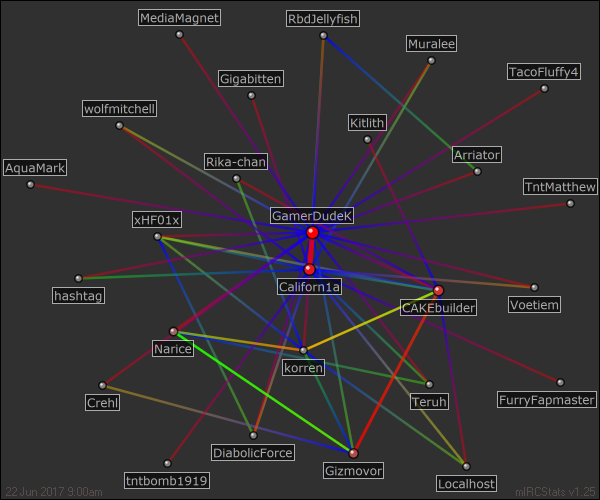 MediaMagnet
RbdJellyfish
Muralee
TacoFluffy4
Gigabitten
wolfmitchell
Kitlith
Rika-chan
Arriator
AquaMark
TntMatthew
GamerDudeK
xHF01x
Californ1a
hashtag
CAKEbuilder
Voetiem
Narice
korren
Crehl
Teruh
FurryFapmaster
DiabolicForce
Gizmovor
tntbomb1919
Localhost
22 Jun 2017 9:00am
mIRCStats v1.25